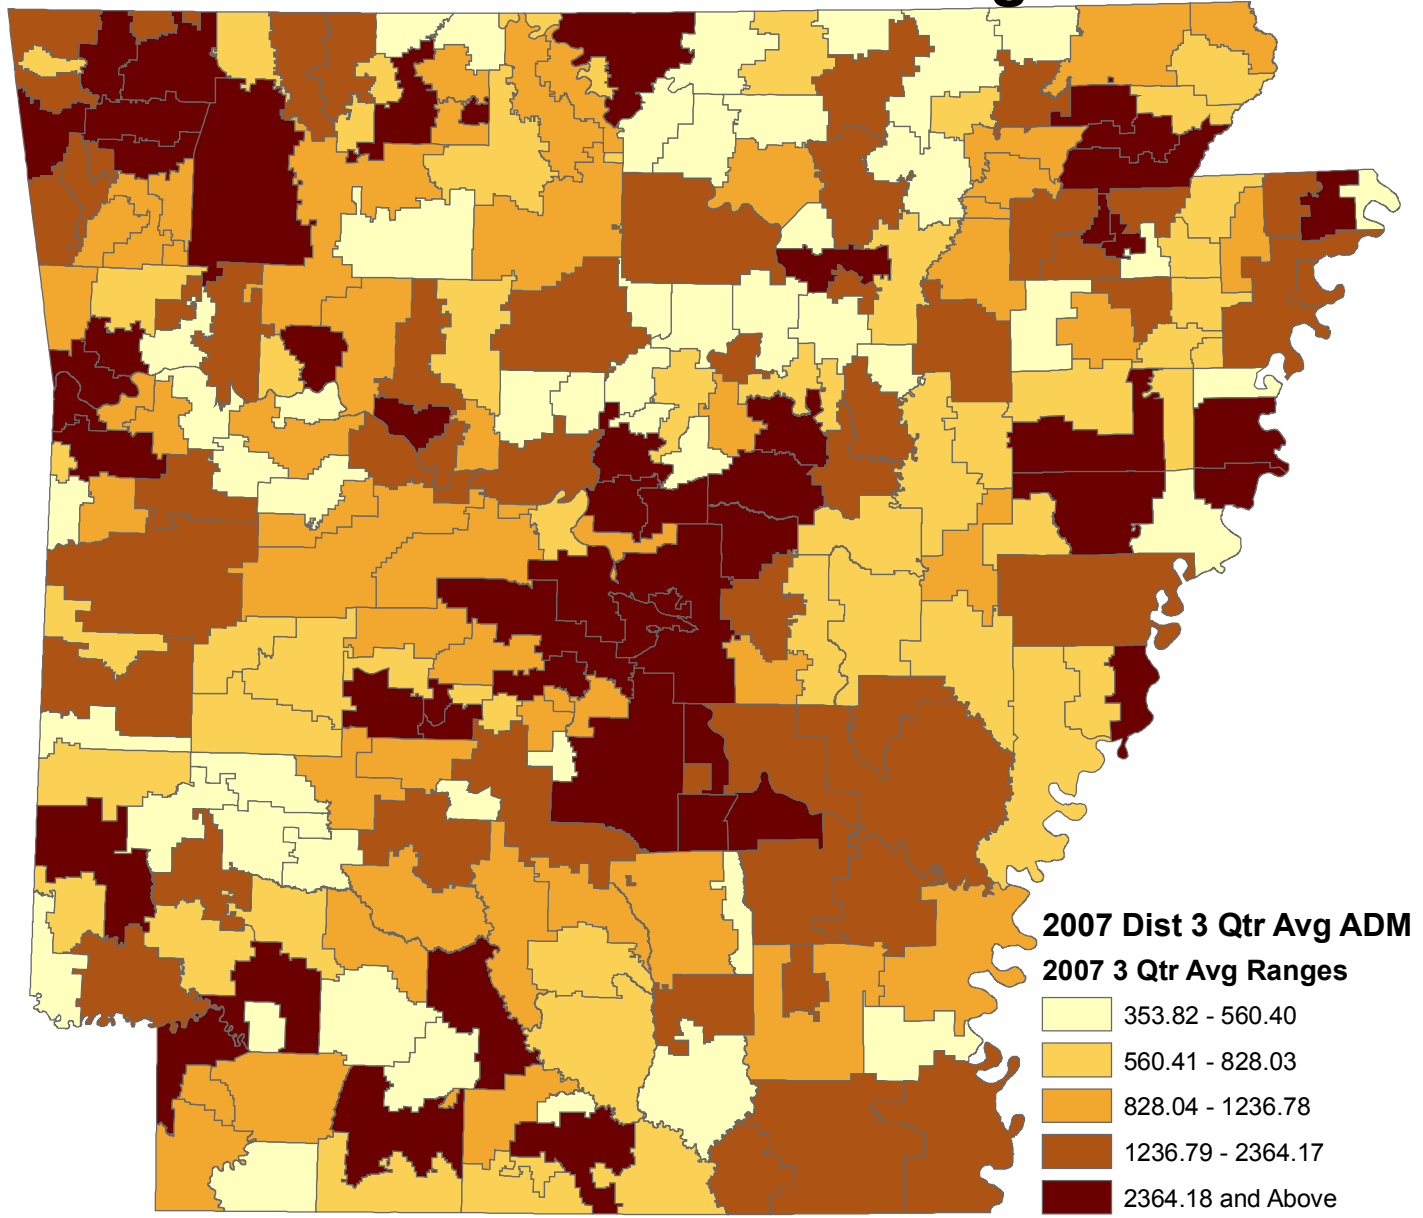 2007 Dist 3 Qtr Avg ADM
2007 3 Qtr Avg Ranges
353.82 - 560.40
560.41 - 828.03
828.04 - 1236.78
1236.79 - 2364.17
2364.18 and Above